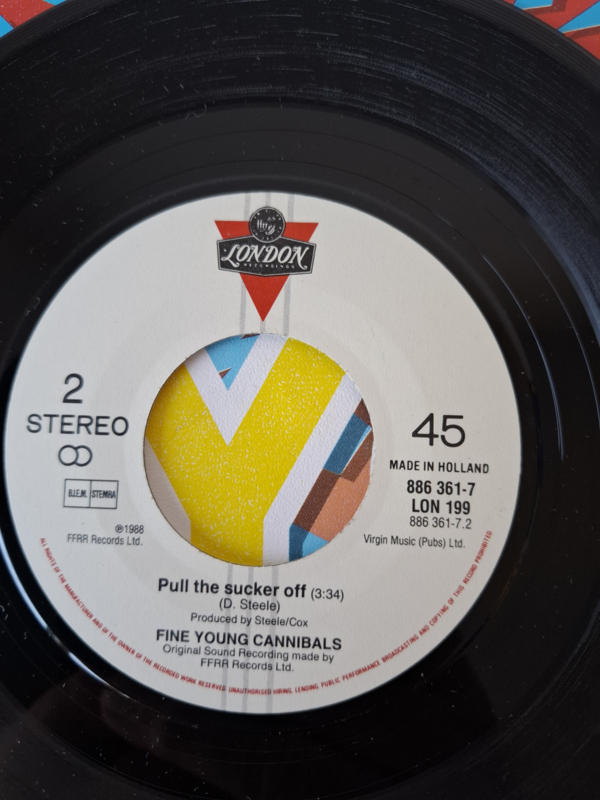 ffrr
LONDON
RECORDINGS
2
STEREO
45
MADE IN HOLLAND
886 361-7
LON 199
886 361-7.2
B.I.E.M. STEMRA
℗1988
FFRR Records Ltd.
Virgin Music (Pubs) Ltd.
Pull the sucker off (3:34)
(D. Steele)
Produced by Steele/Cox
FINE YOUNG CANNIBALS
Original Sound Recording made by
FFRR Records Ltd.
ALL RIGHTS OF THE MANUFACTURER AND OF THE OWNER OF THE RECORDED WORK RESERVED. UNAUTHORISED HIRING, LENDING, PUBLIC PERFORMANCE, BROADCASTING AND COPYING OF THIS RECORD PROHIBITED